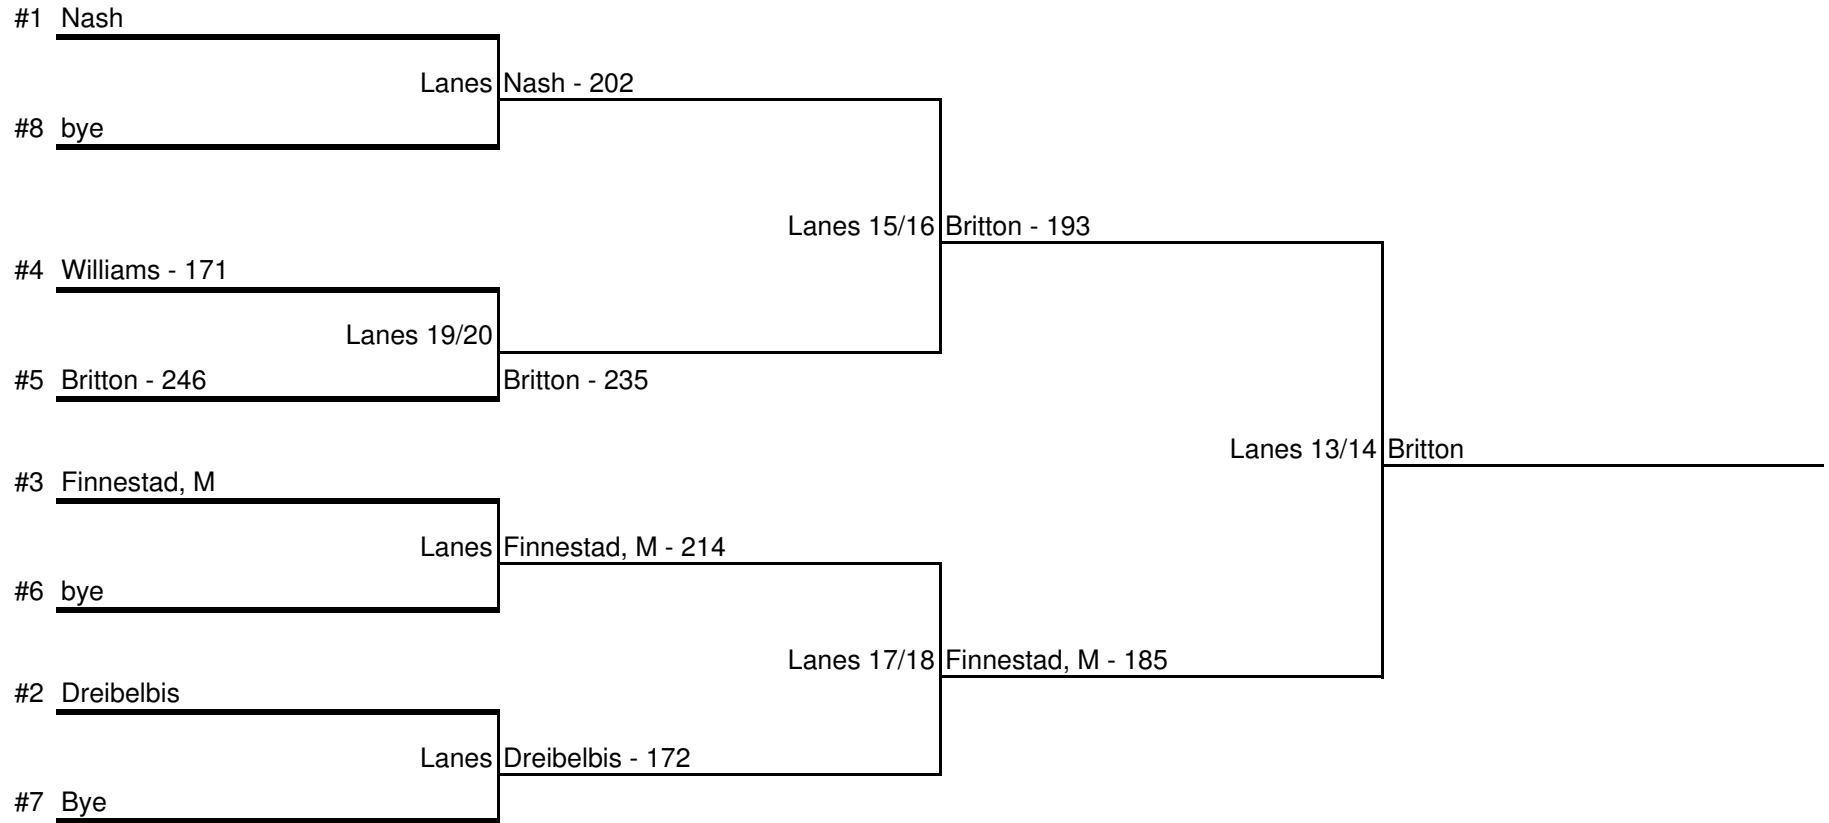 #1 Nash
Lanes Nash - 202
#8 bye
Lanes 15/16 Britton - 193
#4 Williams - 171
Lanes 19/20
#5 Britton - 246 Britton - 235
Lanes 13/14 Britton
#3 Finnestad, M
Lanes Finnestad, M - 214
#6 bye
Lanes 17/18 Finnestad, M - 185
#2 Dreibelbis
Lanes Dreibelbis - 172
#7 Bye